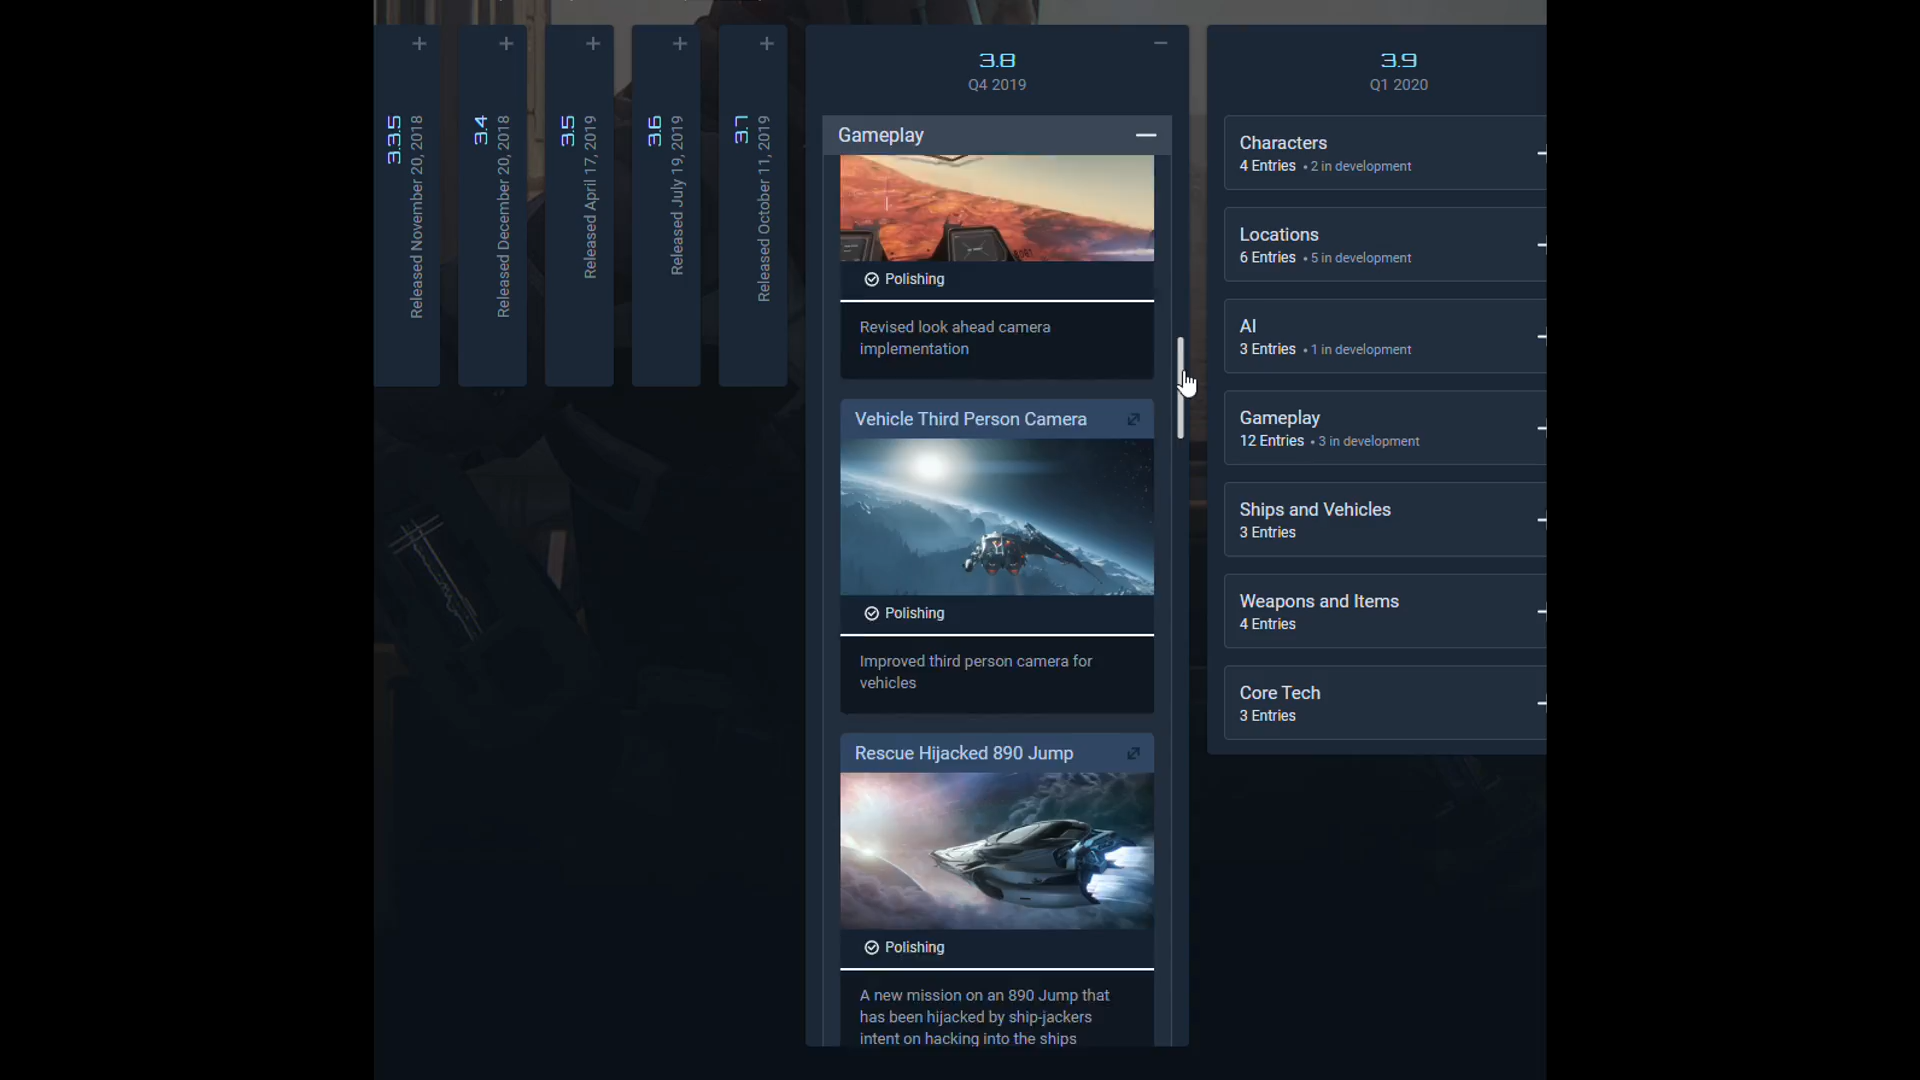 3.3.5
Released November 20, 2018
3.4
Released December 20, 2018
3.5
Released April 17, 2019
3.6
Released July 19, 2019
3.7
Released October 11, 2019
3.8
Q4 2019
Gameplay
Polishing
Revised look ahead camera
implementation
Vehicle Third Person Camera
Polishing
Improved third person camera for
vehicles
Rescue Hijacked 890 Jump
Polishing
A new mission on an 890 Jump that
has been hijacked by ship-jackers
intent on hacking into the ships
3.9
Q1 2020
Characters
4 Entries • 2 in development
Locations
6 Entries • 5 in development
AI
3 Entries • 1 in development
Gameplay
12 Entries • 3 in development
Ships and Vehicles
3 Entries
Weapons and Items
4 Entries
Core Tech
3 Entries